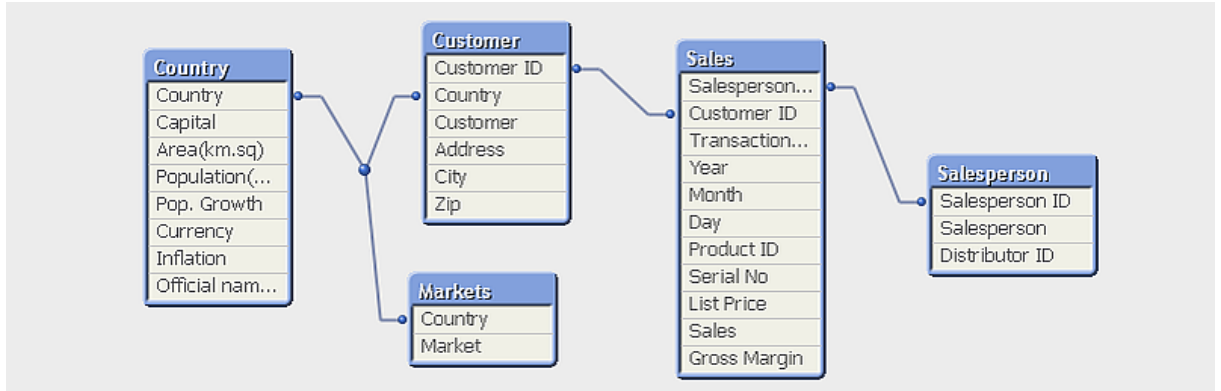 Country
Country
Capital
Area(km.sq)
Population(...
Pop. Growth
Currency
Inflation
Official nam...
Customer
Customer ID
Country
Customer
Address
City
Zip
Markets
Country
Market
Sales
Salesperson...
Customer ID
Transaction...
Year
Month
Day
Product ID
Serial No
List Price
Sales
Gross Margin
Salesperson
Salesperson ID
Salesperson
Distributor ID